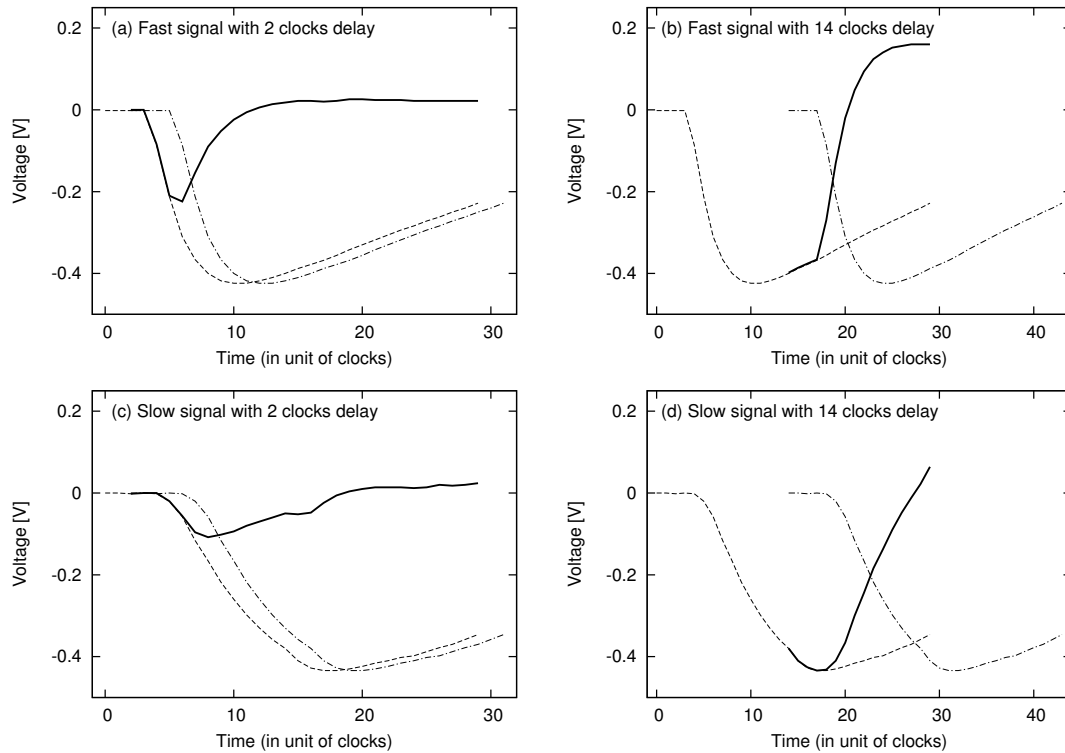 (a) Fast signal with 2 clocks delay
0.2
0
-0.2
-0.4
Voltage [V]
0 10 20 30
Time (in unit of clocks)
(b) Fast signal with 14 clocks delay
0.2
0
-0.2
-0.4
Voltage [V]
0 10 20 30 40
Time (in unit of clocks)
(c) Slow signal with 2 clocks delay
0.2
0
-0.2
-0.4
Voltage [V]
0 10 20 30
Time (in unit of clocks)
(d) Slow signal with 14 clocks delay
0.2
0
-0.2
-0.4
Voltage [V]
0 10 20 30 40
Time (in unit of clocks)